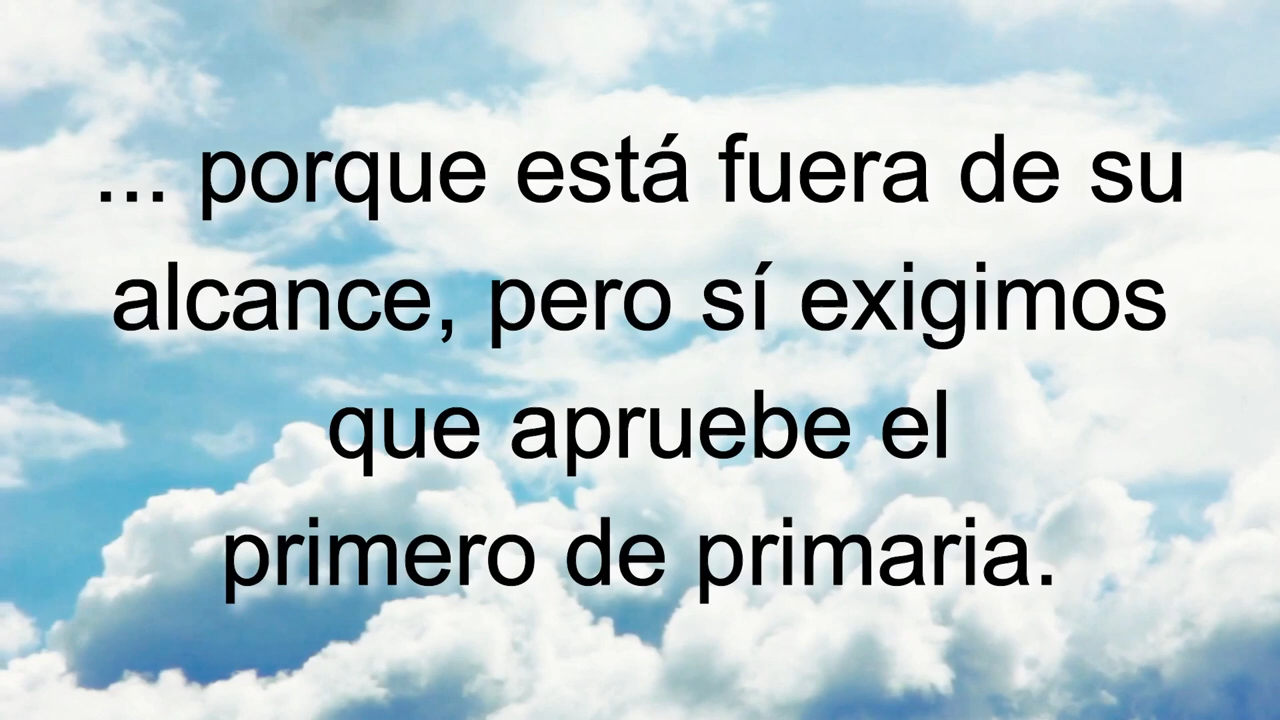 ... porque está fuera de su
alcance, pero sí exigimos
que apruebe el
primero de primaria.